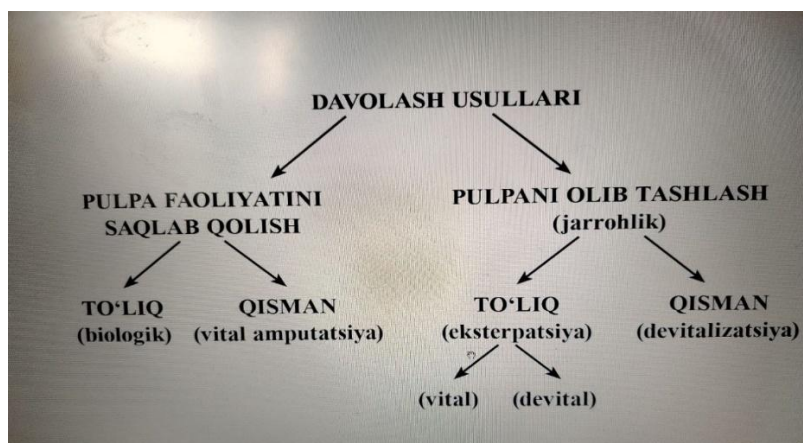 DAVOLASH USULLARI
PULPA FAOLIYATINI
SAQLAB QOLISH
PULPANI OLIB TASHLASH
(jarrohlik)
TO‘LIQ
(biologik)
QISMAN
(vital amputatsiya)
TO‘LIQ
(eksterpatsiya)
QISMAN
(devitalizatsiya)
(vital)
(devital)